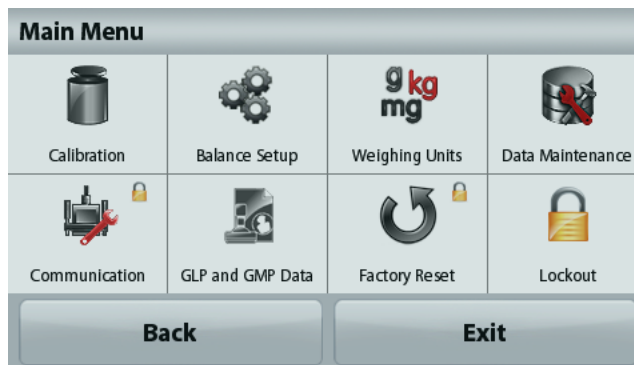 Main Menu
g kg
mg
Calibration
Balance Setup
Weighing Units
Data Maintenance
Communication
GLP and GMP Data
Factory Reset
Lockout
Back
Exit